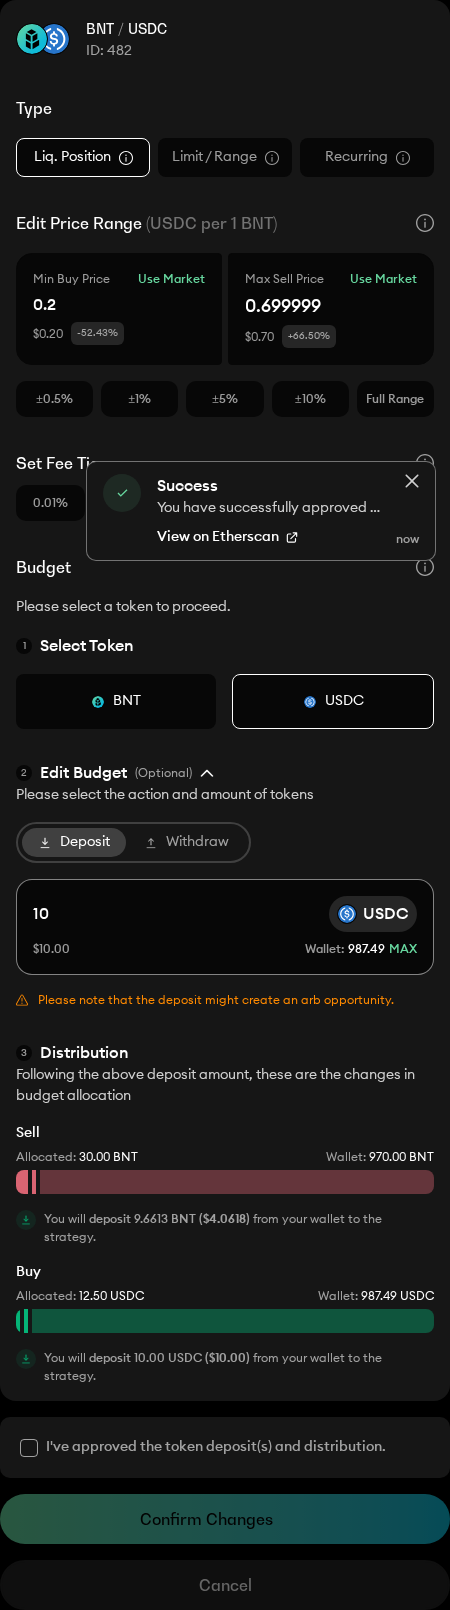 BNT / USDC
ID: 482
Type
Liq. Position
Limit / Range
Recurring
Edit Price Range (USDC per 1 BNT)
Min Buy Price Use Market
0.2
$0.20 -52.43%
Max Sell Price Use Market
0.699999
$0.70 +66.50%
±0.5% ±1% ±5% ±10% Full Range
Set Fee
0.01%
Success
You have successfully approved ...
View on Etherscan
now
Budget
Please select a token to proceed.
1 Select Token
BNT USDC
2 Edit Budget (Optional)
Please select the action and amount of tokens
Deposit Withdraw
10 USDC
$10.00 Wallet: 987.49 MAX
Please note that the deposit might create an arb opportunity.
3 Distribution
Following the above deposit amount, these are the changes in
budget allocation
Sell
Allocated: 30.00 BNT Wallet: 970.00 BNT
You will deposit 9.6613 BNT ($4.0618) from your wallet to the
strategy.
Buy
Allocated: 12.50 USDC Wallet: 987.49 USDC
You will deposit 10.00 USDC ($10.00) from your wallet to the
strategy.
I've approved the token deposit(s) and distribution.
Confirm Changes
Cancel